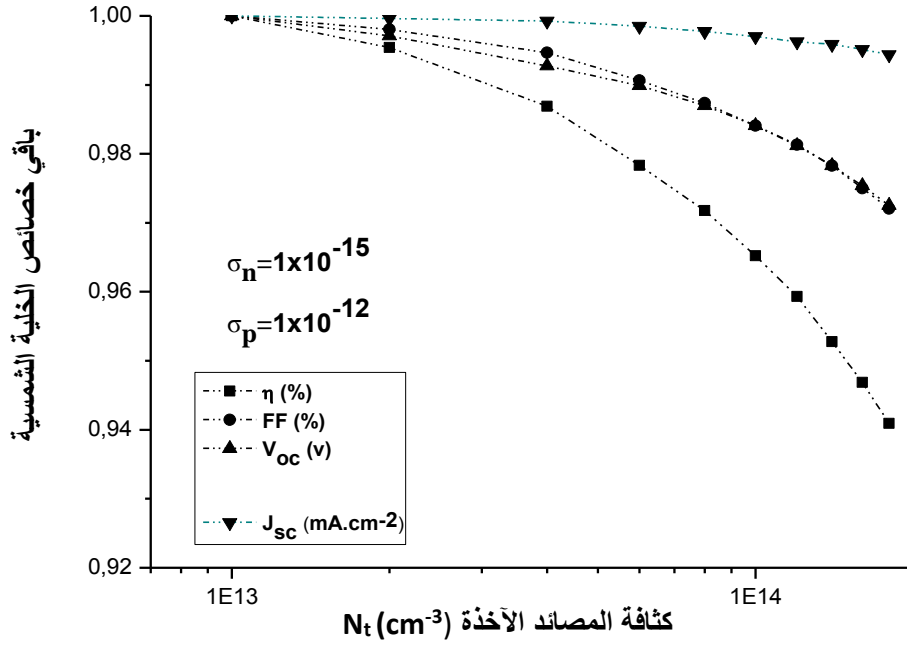 1.00
0,98
0,96
0,94
0,92
باقي خصائص الخلية الشمسية
σn=1x10-15
σp=1x10-12
η (%)
FF (%)
Voc (v)
Jsc (mA.cm-2)
1E13
1E14
كثافة المصائد الآخذة Nt (cm-3)